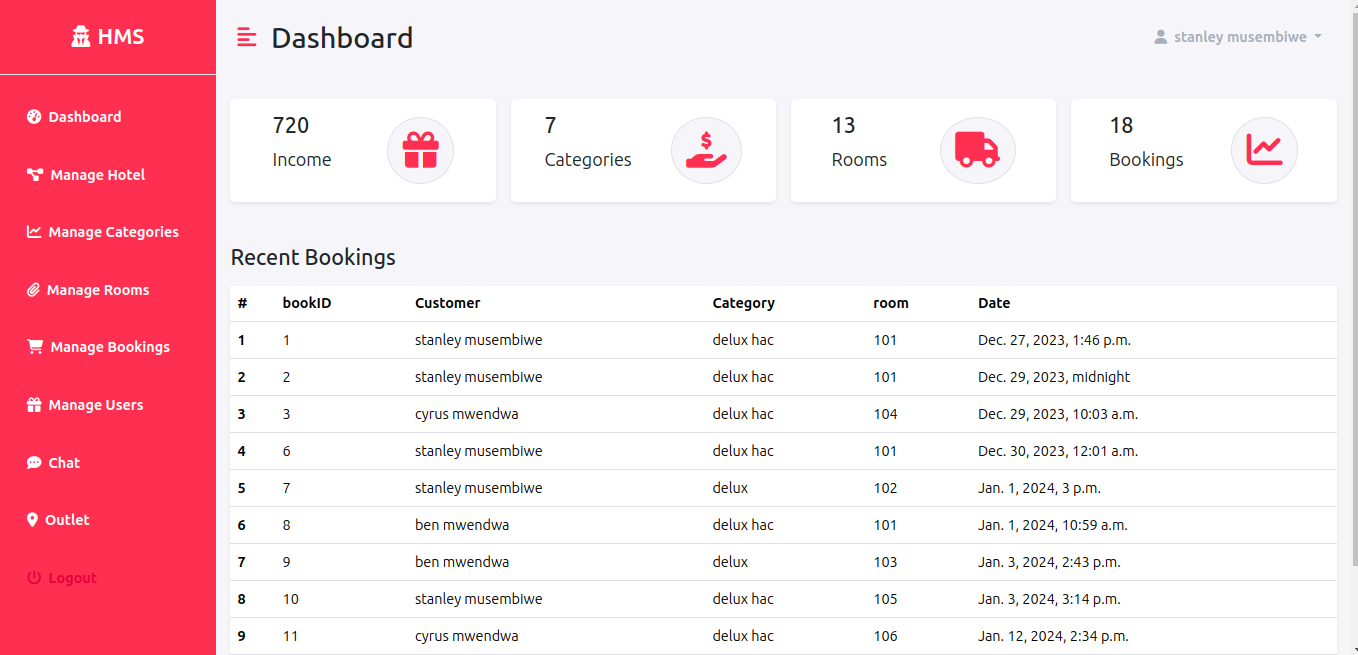 HMS
Dashboard
Manage Hotel
Manage Categories
Manage Rooms
Manage Bookings
Manage Users
Chat
Outlet
Logout
Dashboard
stanley musembiwe
720
Income
7
Categories
13
Rooms
18
Bookings
Recent Bookings
# bookID Customer Category room Date
1 1 stanley musembiwe delux hac 101 Dec. 27, 2023, 1:46 p.m.
2 2 stanley musembiwe delux hac 101 Dec. 29, 2023, midnight
3 3 cyrus mwendwa delux hac 104 Dec. 29, 2023, 10:03 a.m.
4 6 stanley musembiwe delux hac 101 Dec. 30, 2023, 12:01 a.m.
5 7 stanley musembiwe delux 102 Jan. 1, 2024, 3 p.m.
6 8 ben mwendwa delux hac 101 Jan. 1, 2024, 10:59 a.m.
7 9 ben mwendwa delux 103 Jan. 3, 2024, 2:43 p.m.
8 10 stanley musembiwe delux hac 105 Jan. 3, 2024, 3:14 p.m.
9 11 cyrus mwendwa delux hac 106 Jan. 12, 2024, 2:34 p.m.